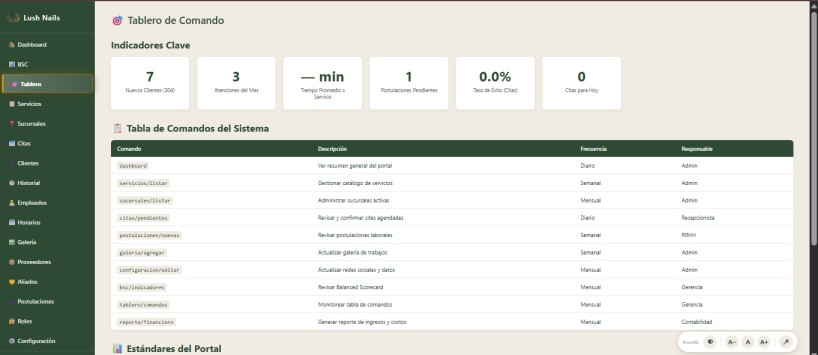 Lush Nails
Dashboard
BSC
Tablero
Servicios
Sucursales
Citas
Clientes
Historial
Empleados
Horarios
Galería
Proveedores
Aliados
Postulaciones
Roles
Configuración
Tablero de Comando
Indicadores Clave
7
Nuevos Clientes (30d)
3
Atenciones del Mes
— min
Tiempo Promedio x
Servicio
1
Postulaciones Pendientes
0.0%
Tasa de Éxito (Citas)
0
Citas para Hoy
Tabla de Comandos del Sistema
Comando Descripción Frecuencia Responsable
dashboard Ver resumen general del portal Diario Admin
servicios/listar Gestionar catálogo de servicios Semanal Admin
sucursales/listar Administrar sucursales activas Mensual Admin
citas/pendientes Revisar y confirmar citas agendadas Diario Recepcionista
postulaciones/nuevas Revisar postulaciones laborales Semanal RRHH
galeria/agregar Actualizar galería de trabajos Semanal Admin
configuracion/editar Actualizar redes sociales y datos Mensual Admin
bsc/indicadores Revisar Balanced Scorecard Mensual Gerencia
tablero/comandos Monitorear tabla de comandos Mensual Gerencia
reporte/financiero Generar reporte de ingresos y costos Mensual Contabilidad
A− A A+
Estándares del Portal